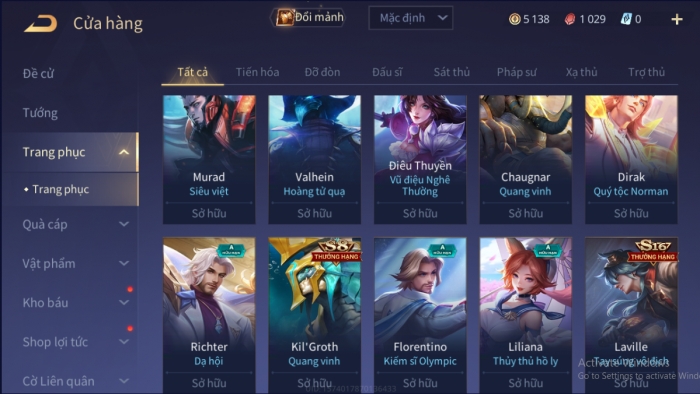 Cửa hàng
Đổi mảnh
Mặc định
5 138
1 029
0
Đề cử
Tướng
Trang phục
Trang phục
Quà cáp
Vật phẩm
Kho báu
Shop lợi tức
Cờ Liên quân
Tất cả
Tiến hóa
Đỡ đòn
Đấu sĩ
Sát thủ
Pháp sư
Xạ thủ
Trợ thủ
Murad
Siêu việt
Sở hữu
Valhein
Hoàng tử quạ
Sở hữu
Điêu Thuyền
Vũ điệu Nghê
Thường
Sở hữu
Chaugnar
Quang vinh
Sở hữu
Dirak
Quý tộc Norman
Sở hữu
A
HỮU HẠN
Richter
Dạ hội
Sở hữu
S8
THƯỞNG HẠNG
Kil'Groth
Quang vinh
Sở hữu
A
HỮU HẠN
Florentino
Kiếm sĩ Olympic
Sở hữu
A
HỮU HẠN
Liliana
Thủy thủ hồ ly
Sở hữu
S16
THƯỞNG HẠNG
Laville
Tay súng vô địch
Sở hữu
Activate Windows
Go to Settings to activate Windows